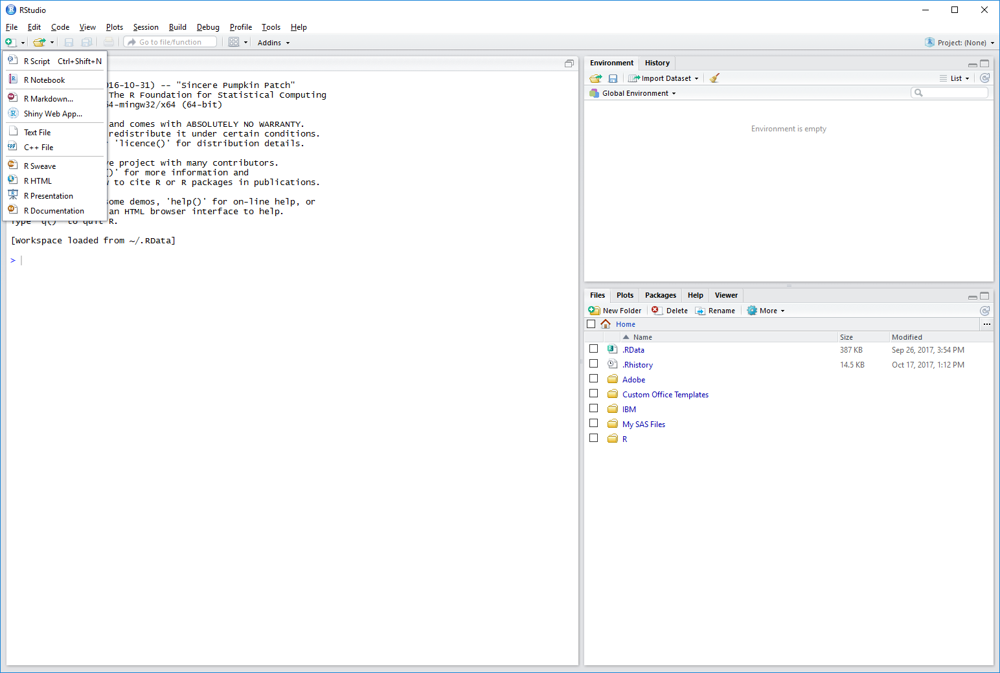 RStudio
File Edit Code View Plots Session Build Debug Profile Tools Help
Go to file/function Addins Project: (None)
R Script Ctrl+Shift+N
R Notebook
R Markdown...
Shiny Web App...
Text File
C++ File
R Sweave
R HTML
R Presentation
R Documentation
016-10-31) -- "Sincere Pumpkin Patch"
The R Foundation for Statistical Computing
64-mingw32/x64 (64-bit)
and comes with ABSOLUTELY NO WARRANTY.
redistribute it under certain conditions.
'licence()' for distribution details.
ve project with many contributors.
)' for more information and
to cite R or R packages in publications.
some demos, 'help()' for on-line help, or
an HTML browser interface to help.
Type 'q()' to quit R.
[Workspace loaded from ~/.RData]
>
Environment History
Import Dataset List
Global Environment
Environment is empty
Files Plots Packages Help Viewer
New Folder Delete Rename More
Home ...
Name Size Modified
.RData 387 KB Sep 26, 2017, 3:54 PM
.Rhistory 14.5 KB Oct 17, 2017, 1:12 PM
Adobe
Custom Office Templates
IBM
My SAS Files
R